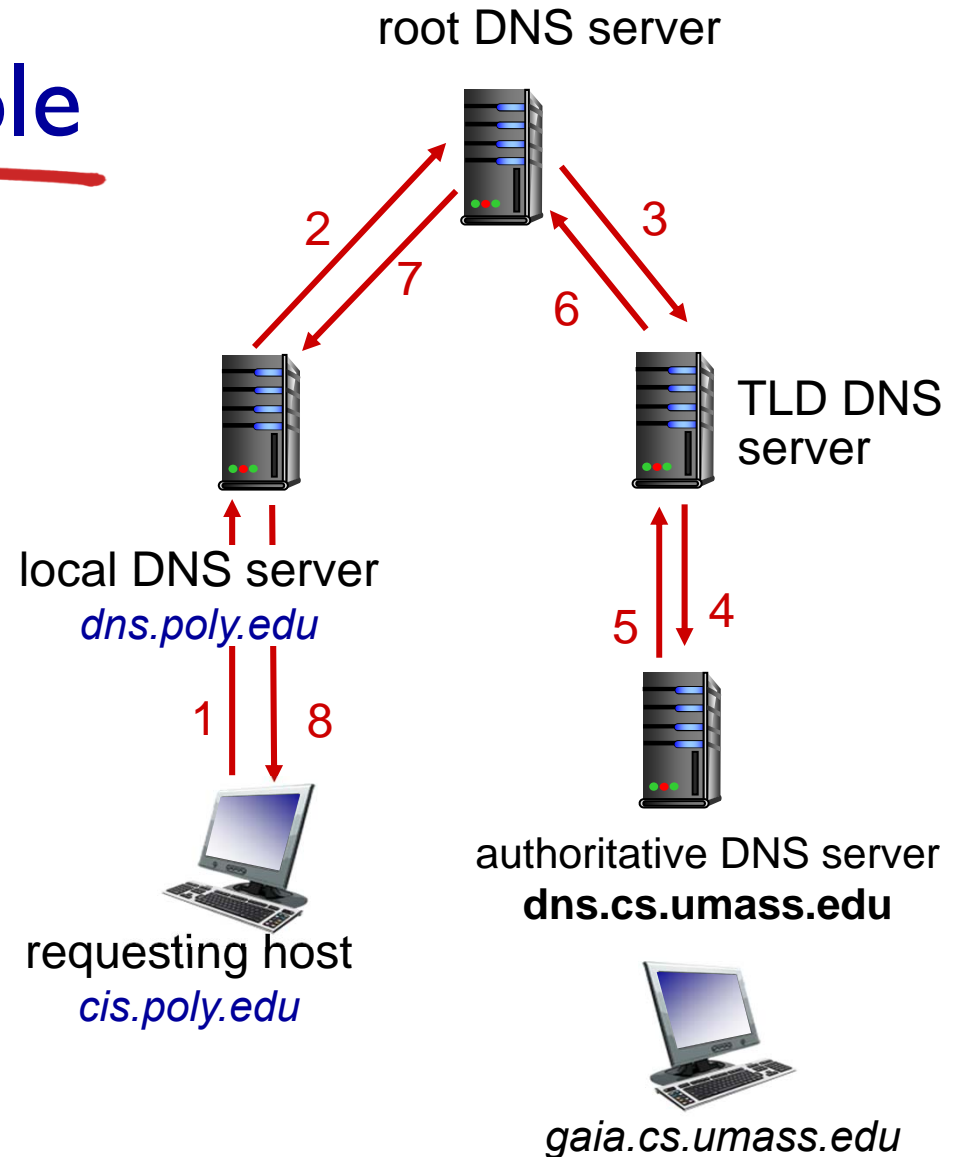 root DNS server
ole
2
3
7
6
TLD DNS
server
local DNS server
dns.poly.edu
5
4
1
8
authoritative DNS server
dns.cs.umass.edu
requesting host
cis.poly.edu
gaia.cs.umass.edu